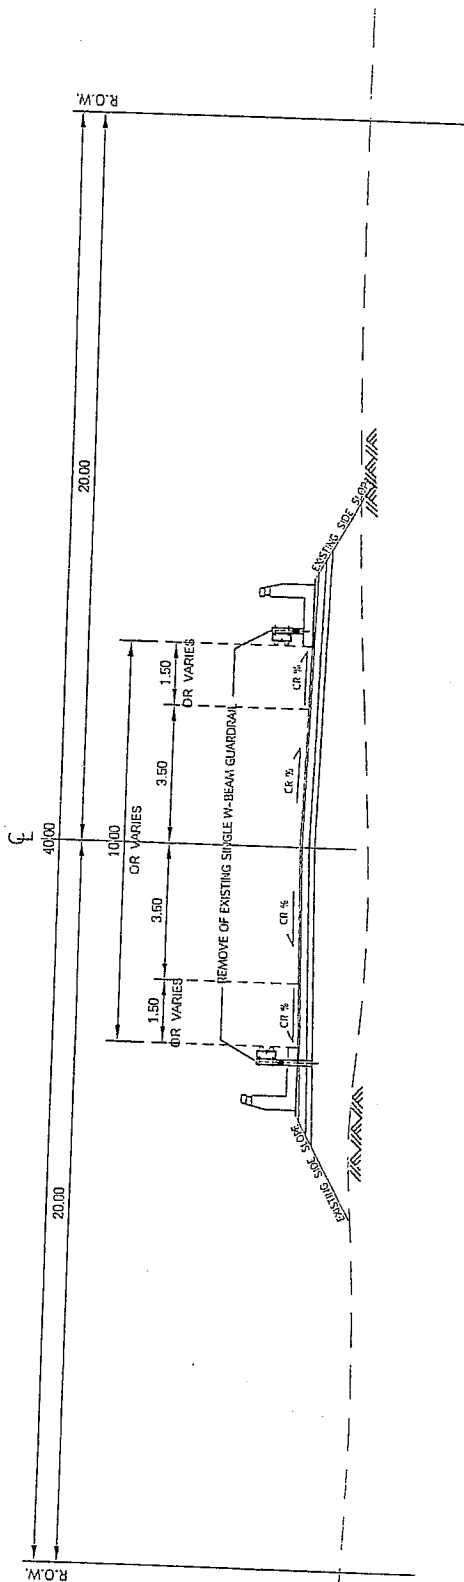 ℄
R.O.W.
40.00
R.O.W.
20.00
20.00
10.00
OR VARIES
1.50
OR VARIES
3.50
3.50
1.50
OR VARIES
REMOVE OF EXISTING SINGLE W-BEAM GUARDRAIL
CR %
CR %
CR %
CR %
EXISTING SIDE SLOPE
EXISTING SIDE SLOPE